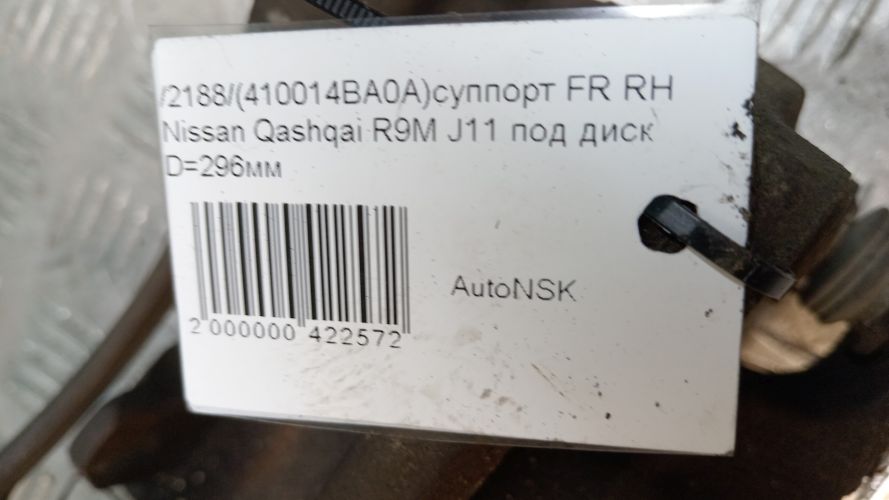 /2188/(410014BA0A)суппорт FR RH
Nissan Qashqai R9M J11 под диск
D=296мм
AutoNSK
2 000000 422572